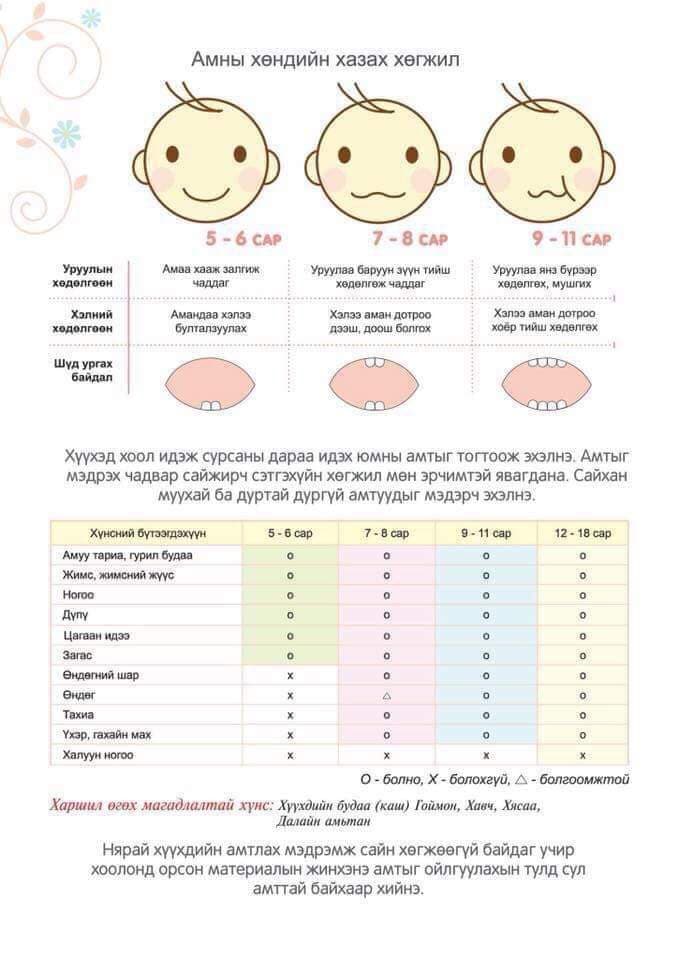 Амны хөндийн хазах хөгжил
5 - 6 САР 7 - 8 САР 9 - 11 САР
Уруулын хөдөлгөөн Амаа хааж залгиж чаддаг Уруулаа баруун зүүн тийш хөдөлгөж чаддаг Уруулаа янз бүрээр хөдөлгөх, мушгих
Хэлний хөдөлгөөн Амандаа хэлээ булталзуулах Хэлээ аман дотроо дээш, доош болгох Хэлээ аман дотроо хоёр тийш хөдөлгөх
Шүд ургах байдал
Хүүхэд хоол идэж сурсаны дараа идэх юмны амтыг тогтоож эхэлнэ. Амтыг
мэдрэх чадвар сайжирч сэтгэхүйн хөгжил мөн эрчимтэй явагдана. Сайхан
муухай ба дуртай дургүй амтуудыг мэдэрч эхэлнэ.
Хүнсний бүтээгдэхүүн 5 - 6 сар 7 - 8 сар 9 - 11 сар 12 - 18 сар
Амуу тариа, гурил будаа о о о о
Жимс, жимсний жүүс о о о о
Ногоо о о о о
Дүпү о о о о
Цагаан идээ о о о о
Загас о о о о
Өндөгний шар х о о о
Өндөг х △ о о
Тахиа х о о о
Үхэр, гахайн мах х о о о
Халуун ногоо х х х х
О - болно, Х - болохгүй, △ - болгоомжтой
Харшил өгөх магадлалтай хүнс: Хүүхдийн будаа (каш) Гоймон, Хавч, Хясаа,
Далайн амьтан
Нярай хүүхдийн амтлах мэдрэмж сайн хөгжөөгүй байдаг учир
хоолонд орсон материалын жинхэнэ амтыг ойлгуулахын тулд сул
амттай байхаар хийнэ.